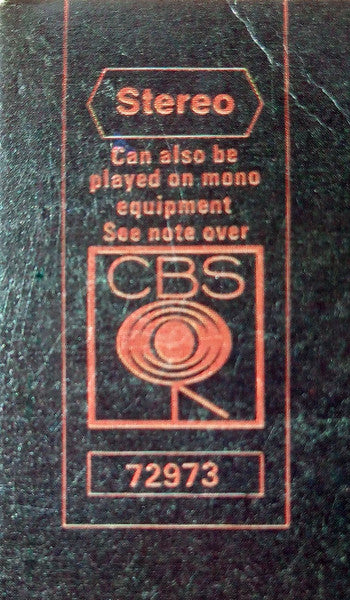 Stereo
Can also be
played on mono
equipment
See note over
CBS
72973